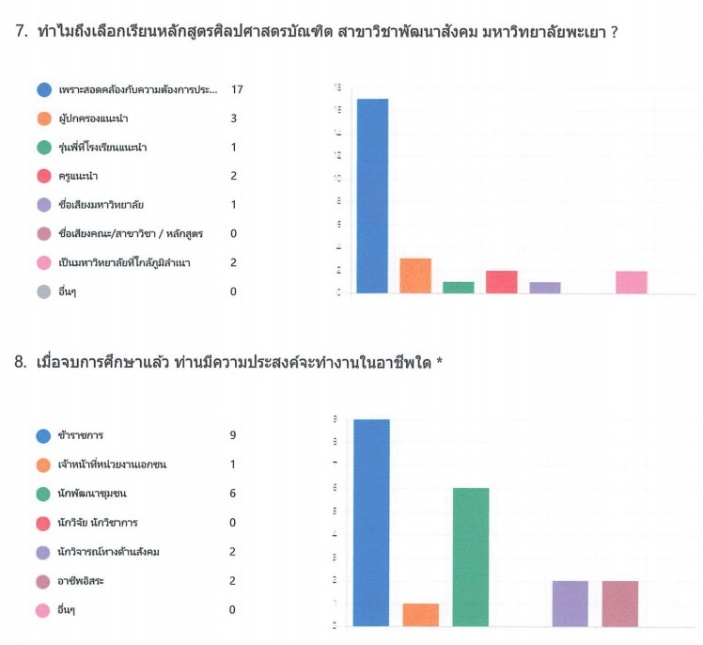 7. ทำไมถึงเลือกเรียนหลักสูตรศิลปศาสตรบัณฑิต สาขาวิชาพัฒนาสังคม มหาวิทยาลัยพะเยา ?
เพราะสอดคล้องกับความต้องการประ... 17
ผู้ปกครองแนะนำ 3
รุ่นพี่ที่โรงเรียนแนะนำ 1
ครูแนะนำ 2
ชื่อเสียงมหาวิทยาลัย 1
ชื่อเสียงคณะ/สาขาวิชา / หลักสูตร 0
เป็นมหาวิทยาลัยที่ใกล้ภูมิลำเนา 2
อื่นๆ 0
8. เมื่อจบการศึกษาแล้ว ท่านมีความประสงค์จะทำงานในอาชีพใด *
ข้าราชการ 9
เจ้าหน้าที่หน่วยงานเอกชน 1
นักพัฒนาชุมชน 6
นักวิจัย นักวิชาการ 0
นักวิจารณ์ทางด้านสังคม 2
อาชีพอิสระ 2
อื่นๆ 0